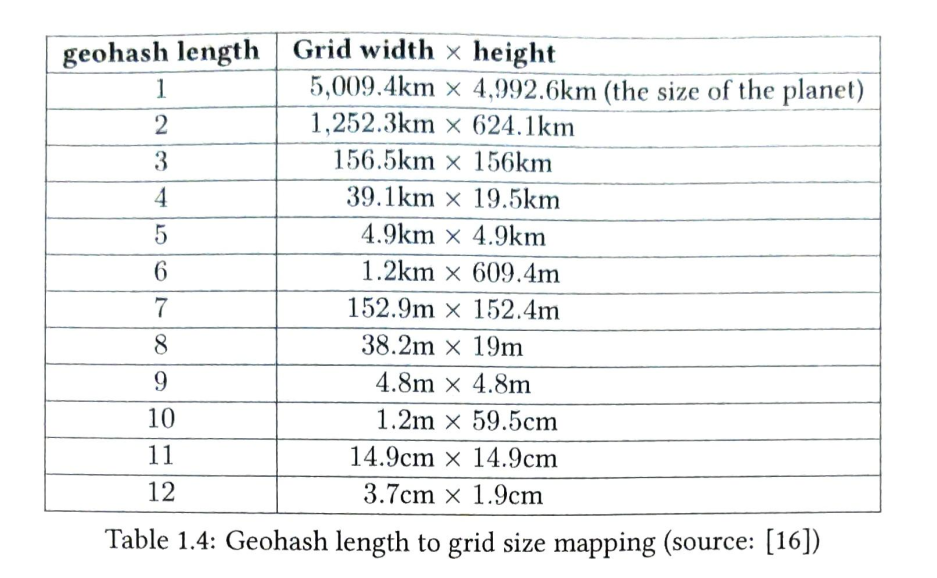 geohash length Grid width × height
1 5,009.4km × 4,992.6km (the size of the planet)
2 1,252.3km × 624.1km
3 156.5km × 156km
4 39.1km × 19.5km
5 4.9km × 4.9km
6 1.2km × 609.4m
7 152.9m × 152.4m
8 38.2m × 19m
9 4.8m × 4.8m
10 1.2m × 59.5cm
11 14.9cm × 14.9cm
12 3.7cm × 1.9cm
Table 1.4: Geohash length to grid size mapping (source: [16])